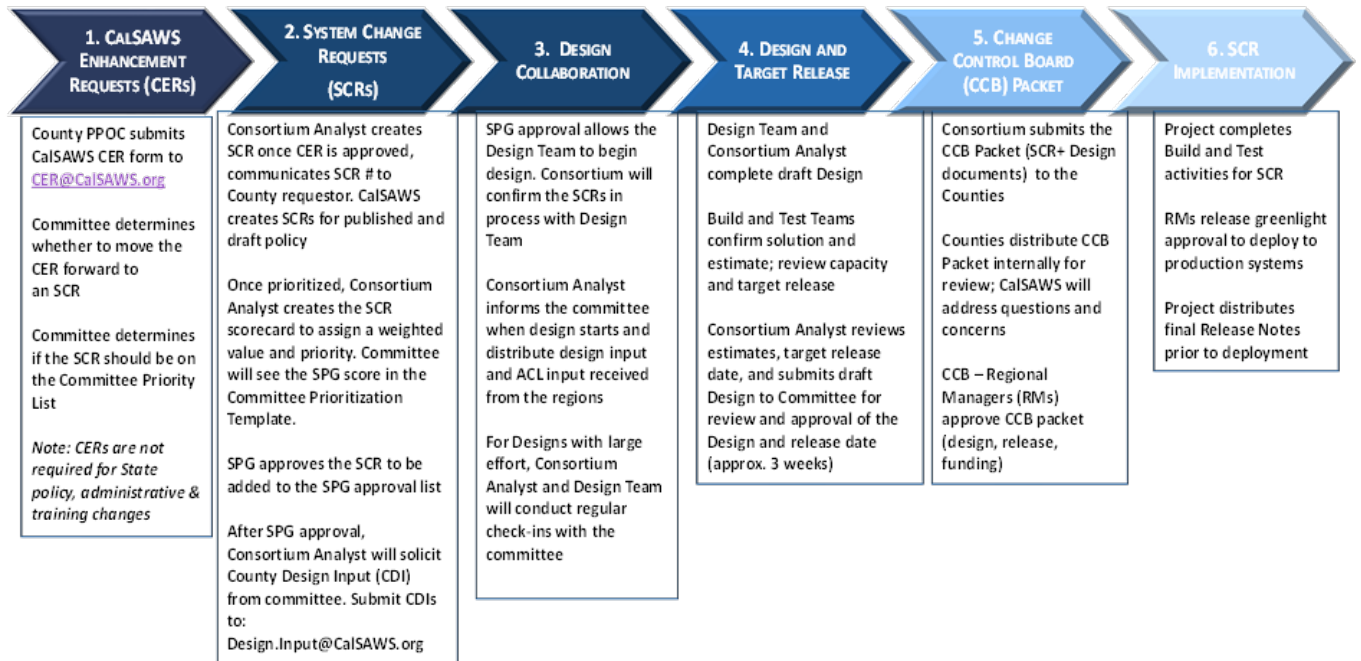 1. CALSAWS
ENHANCEMENT
REQUESTS (CERS)
County PPOC submits
CalSAWS CER form to
CER@CalSAWS.org
Committee determines
whether to move the
CER forward to
an SCR
Committee determines
if the SCR should be on
the Committee Priority
List
Note: CERs are not
required for State
policy, administrative &
training changes
2. SYSTEM CHANGE
REQUESTS
(SCRS)
Consortium Analyst creates
SCR once CER is approved,
communicates SCR # to
County requestor. CalSAWS
creates SCRs for published and
draft policy
Once prioritized, Consortium
Analyst creates the SCR
scorecard to assign a weighted
value and priority. Committee
will see the SPG score in the
Committee Prioritization
Template.
SPG approves the SCR to be
added to the SPG approval list
After SPG approval,
Consortium Analyst will solicit
County Design Input (CDI)
from committee. Submit CDIs
to:
Design.Input@CalSAWS.org
3. DESIGN
COLLABORATION
SPG approval allows the
Design Team to begin
design. Consortium will
confirm the SCRs in
process with Design
Team
Consortium Analyst
informs the committee
when design starts and
distribute design input
and ACL input received
from the regions
For Designs with large
effort, Consortium
Analyst and Design Team
will conduct regular
check-ins with the
committee
4. DESIGN AND
TARGET RELEASE
Design Team and
Consortium Analyst
complete draft Design
Build and Test Teams
confirm solution and
estimate; review capacity
and target release
Consortium Analyst reviews
estimates, target release
date, and submits draft
Design to Committee for
review and approval of the
Design and release date
(approx. 3 weeks)
5. CHANGE
CONTROL BOARD
(CCB) PACKET
Consortium submits the
CCB Packet (SCR+ Design
documents) to the
Counties
Counties distribute CCB
Packet internally for
review; CalSAWS will
address questions and
concerns
CCB – Regional
Managers (RMs)
approve CCB packet
(design, release,
funding)
6. SCR
IMPLEMENTATION
Project completes
Build and Test
activities for SCR
RMs release greenlight
approval to deploy to
production systems
Project distributes
final Release Notes
prior to deployment